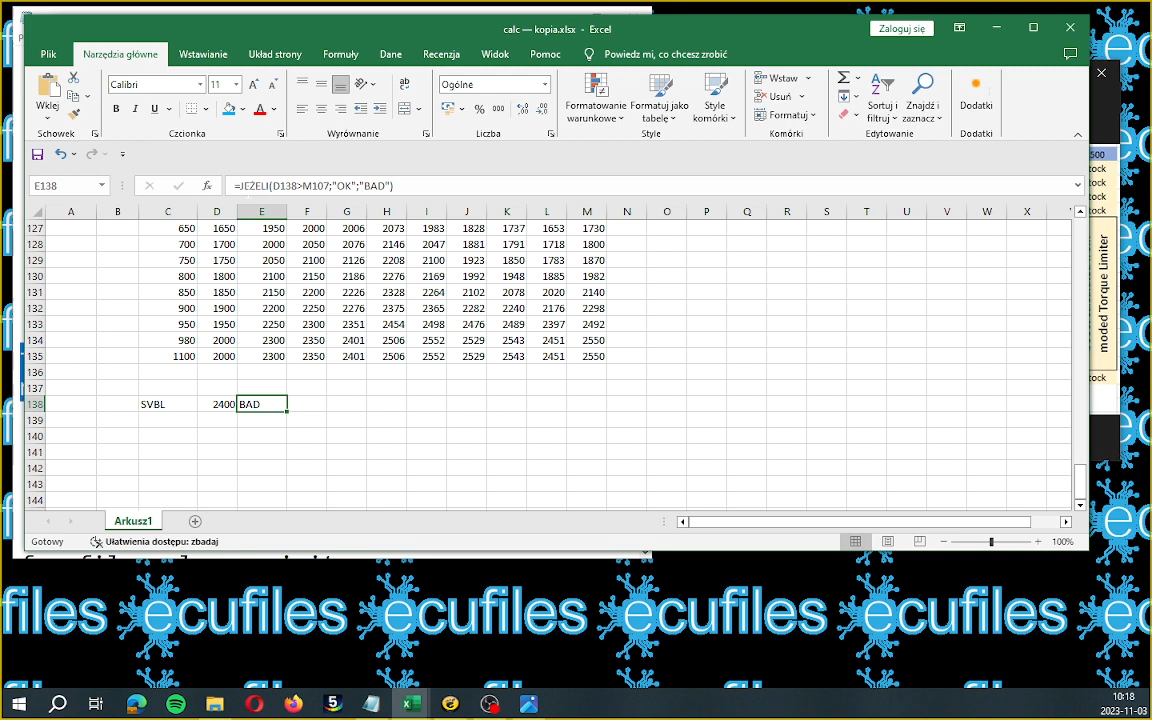 calc — kopia.xlsx - Excel
Zaloguj się
Plik Narzędzia główne Wstawianie Układ strony Formuły Dane Recenzja Widok Pomoc Powiedz mi, co chcesz zrobić
Wklej
Calibri 11
B I U
Ogólne
% 000
Formatowanie warunkowe
Formatuj jako tabelę
Style komórki
Wstaw
Usuń
Formatuj
Sortuj i filtruj
Znajdź i zaznacz
Dodatki
Schowek Czcionka Wyrównanie Liczba Style Komórki Edytowanie Dodatki
E138 fx =JEŻELI(D138>M107;"OK";"BAD")
A B C D E F G H I J K L M N O P Q R S T U V W X
127 650 1650 1950 2000 2006 2073 1983 1828 1737 1653 1730
128 700 1700 2000 2050 2076 2146 2047 1881 1791 1718 1800
129 750 1750 2050 2100 2126 2208 2100 1923 1850 1783 1870
130 800 1800 2100 2150 2186 2276 2169 1992 1948 1885 1982
131 850 1850 2150 2200 2226 2328 2264 2102 2078 2020 2140
132 900 1900 2200 2250 2276 2375 2365 2282 2240 2176 2298
133 950 1950 2250 2300 2351 2454 2498 2476 2489 2397 2492
134 980 2000 2300 2350 2401 2506 2552 2529 2543 2451 2550
135 1100 2000 2300 2350 2401 2506 2552 2529 2543 2451 2550
136
137
138 SVBL 2400 BAD
139
140
141
142
143
144
Arkusz1
Gotowy Ułatwienia dostępu: zbadaj 100%
500
tock
tock
tock
tock
moded Torque Limiter
tock
files ecufiles ecufiles ecufiles ecufiles ec
10:18
2023-11-03